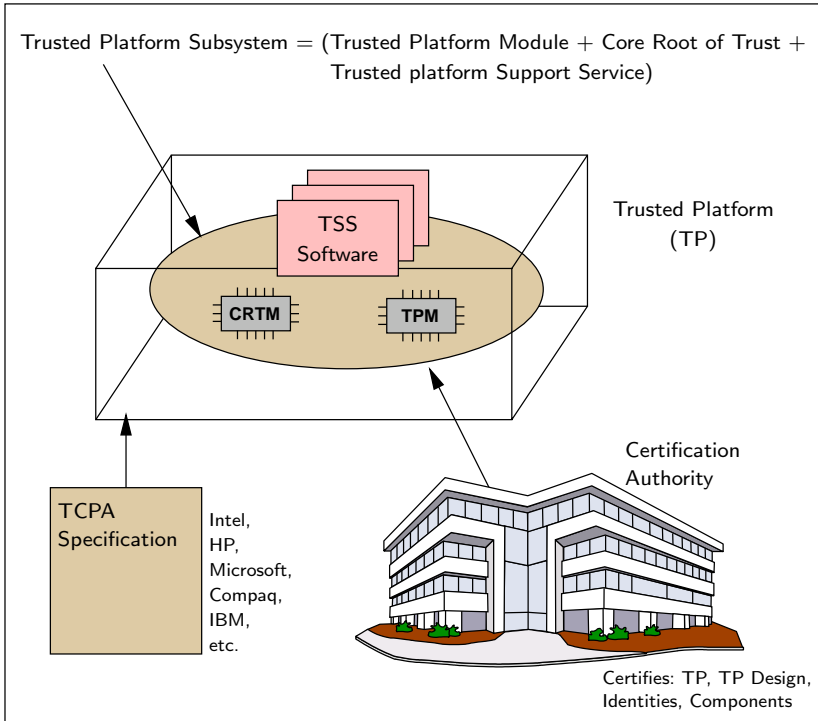 Trusted Platform Subsystem = (Trusted Platform Module + Core Root of Trust +
Trusted platform Support Service)
Trusted Platform
(TP)
TSS
Software
CRTM
TPM
Certification
Authority
TCPA
Specification
Intel,
HP,
Microsoft,
Compaq,
IBM,
etc.
Certifies: TP, TP Design,
Identities, Components